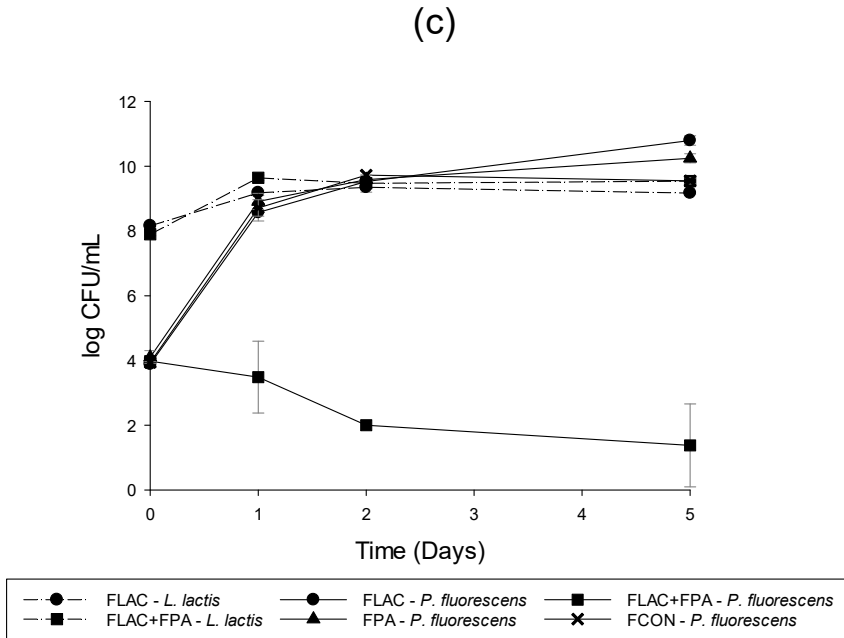 (c)
12
10
8
6
4
2
0
log CFU/mL
0 1 2 3 4 5
Time (Days)
FLAC - L. lactis FLAC - P. fluorescens FLAC+FPA - P. fluorescens
FLAC+FPA - L. lactis FPA - P. fluorescens FCON - P. fluorescens